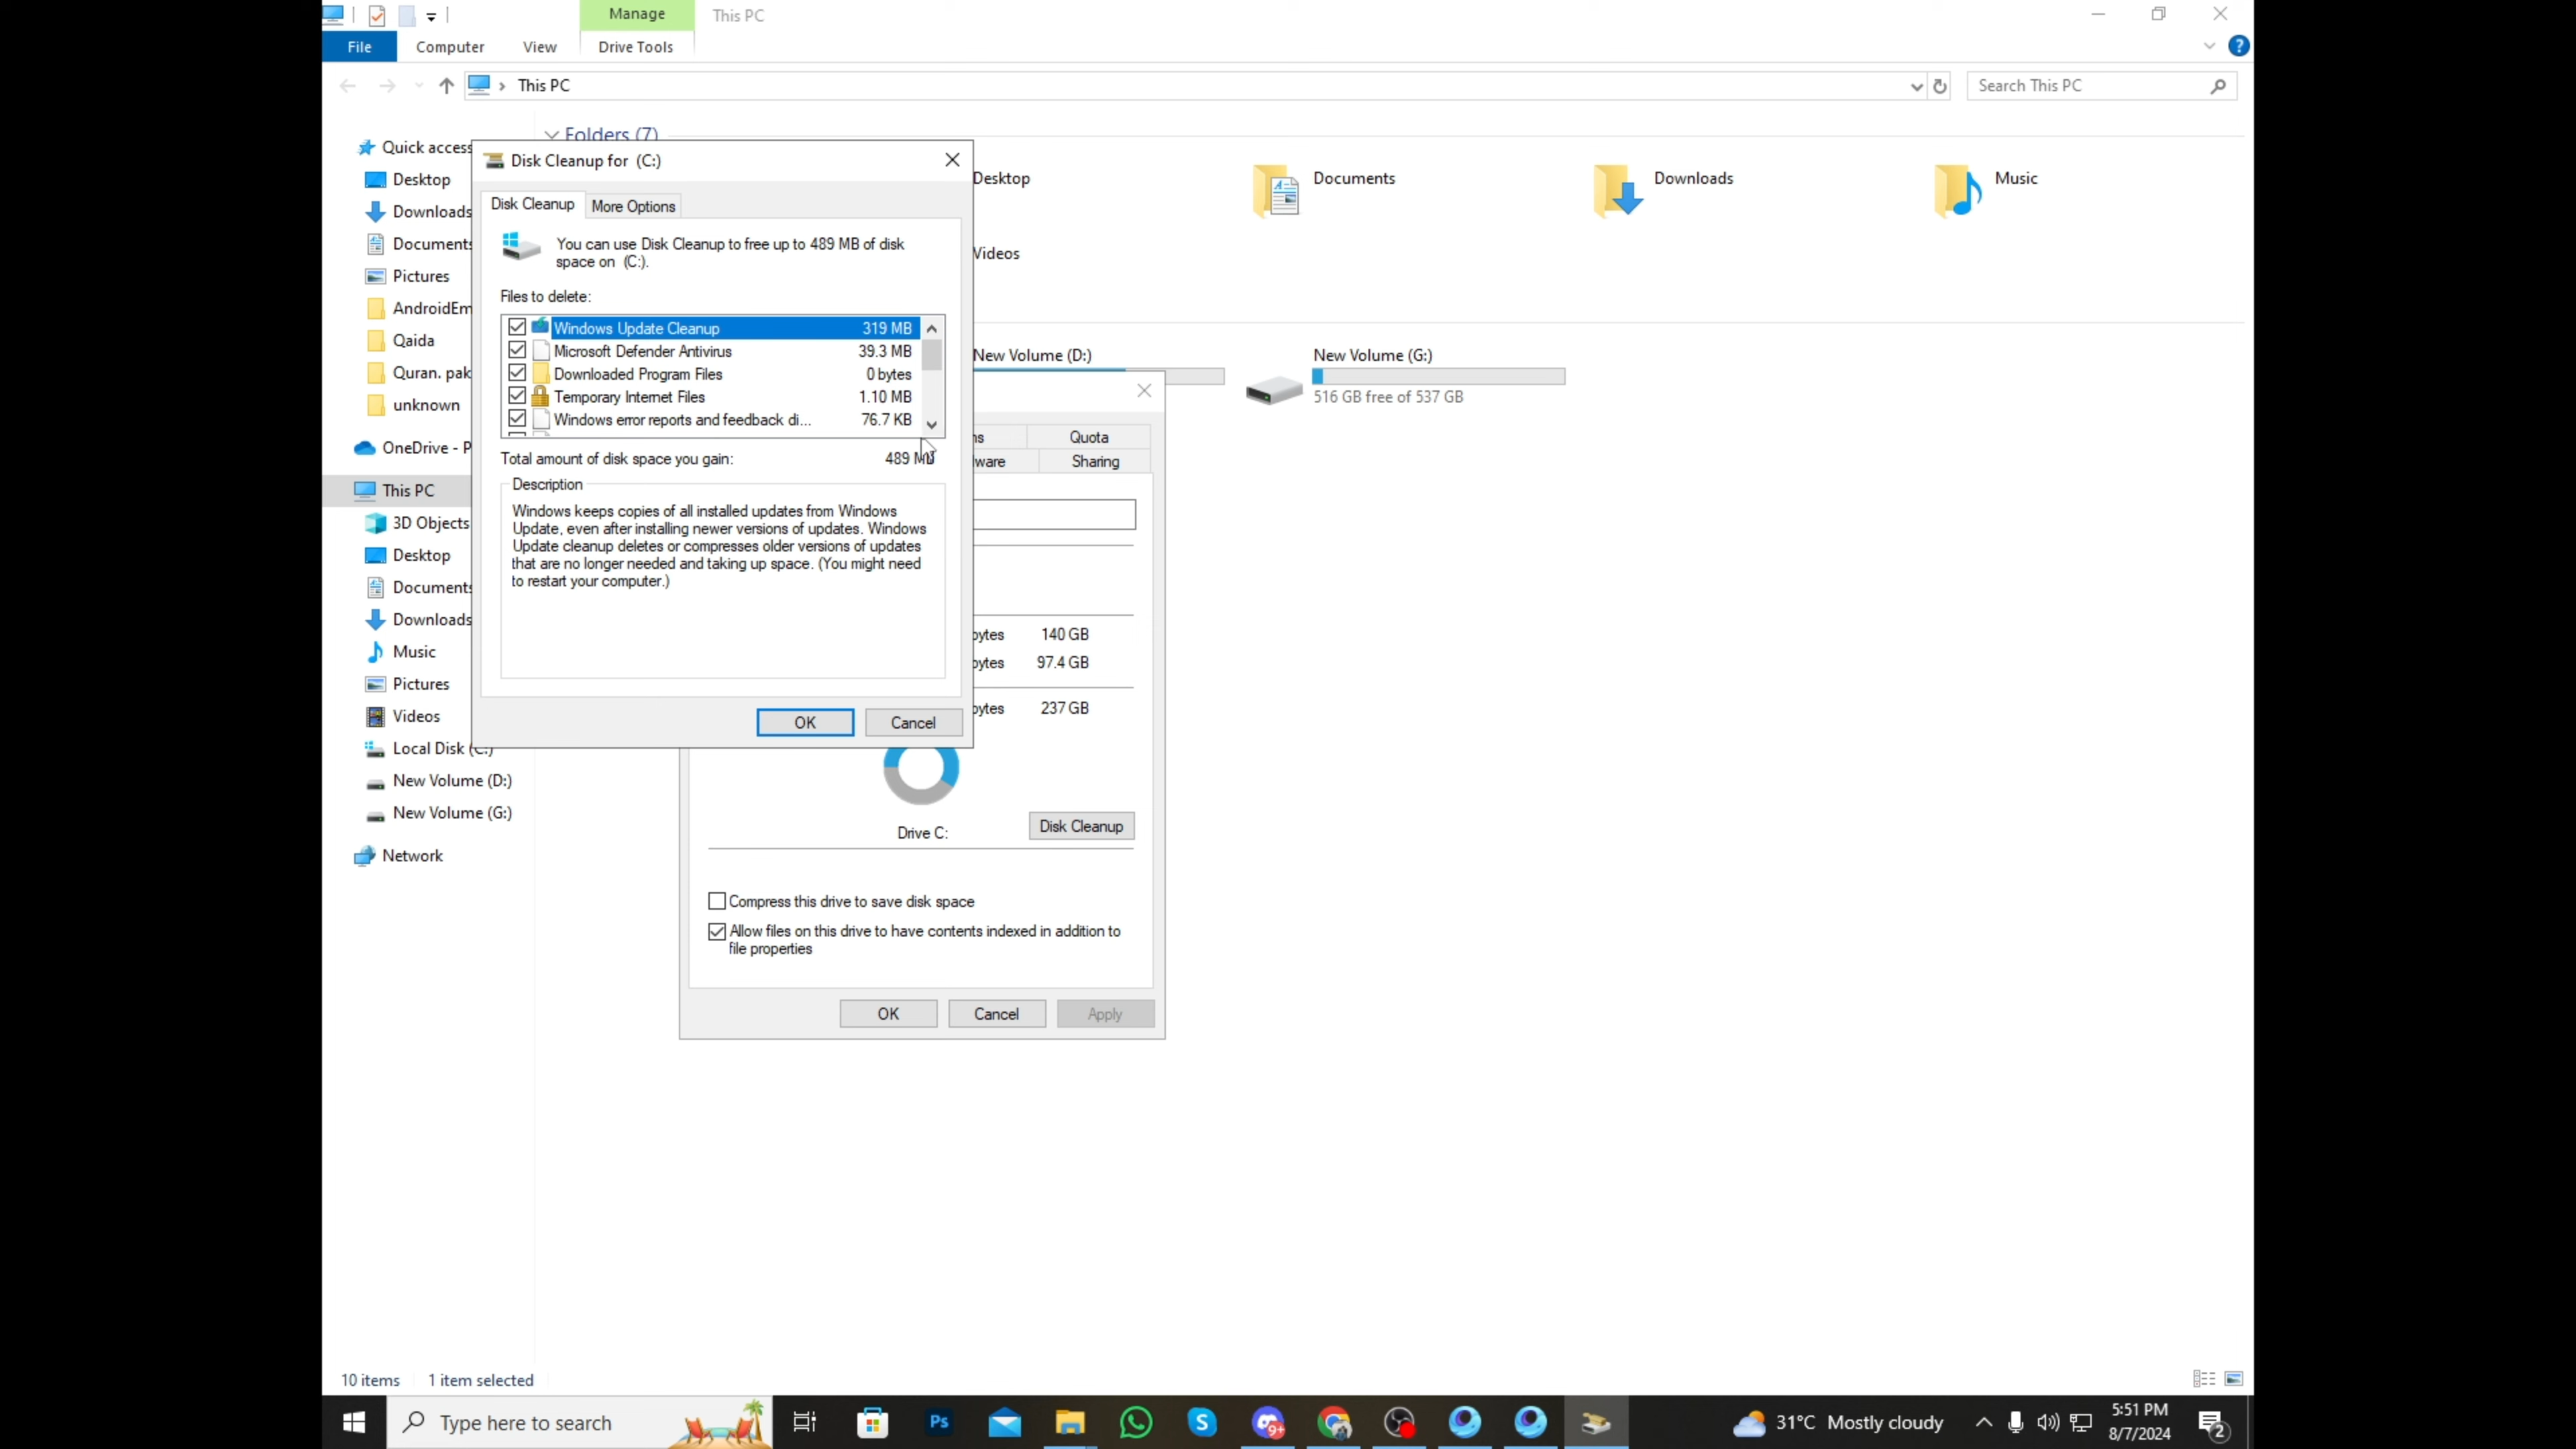 Manage
This PC
File
Computer
View
Drive Tools
This PC
Search This PC
Quick access
Desktop
Downloads
Documents
Pictures
AndroidEm
Qaida
Quran. pak
unknown
OneDrive - P
This PC
3D Objects
Desktop
Documents
Downloads
Music
Pictures
Videos
Local Disk (C:)
New Volume (D:)
New Volume (G:)
Network
Folders (7)
Desktop
Documents
Downloads
Music
Videos
New Volume (D:)
New Volume (G:)
516 GB free of 537 GB
Disk Cleanup for (C:)
Disk Cleanup
More Options
You can use Disk Cleanup to free up to 489 MB of disk
space on (C:).
Files to delete:
Windows Update Cleanup 319 MB
Microsoft Defender Antivirus 39.3 MB
Downloaded Program Files 0 bytes
Temporary Internet Files 1.10 MB
Windows error reports and feedback di... 76.7 KB
Total amount of disk space you gain: 489 MB
Description
Windows keeps copies of all installed updates from Windows
Update, even after installing newer versions of updates. Windows
Update cleanup deletes or compresses older versions of updates
that are no longer needed and taking up space. (You might need
to restart your computer.)
OK
Cancel
Quota
Sharing
bytes 140 GB
bytes 97.4 GB
bytes 237 GB
Drive C:
Disk Cleanup
Compress this drive to save disk space
Allow files on this drive to have contents indexed in addition to
file properties
OK
Cancel
Apply
10 items
1 item selected
Type here to search
Ps
9+
31°C Mostly cloudy
5:51 PM
8/7/2024
2